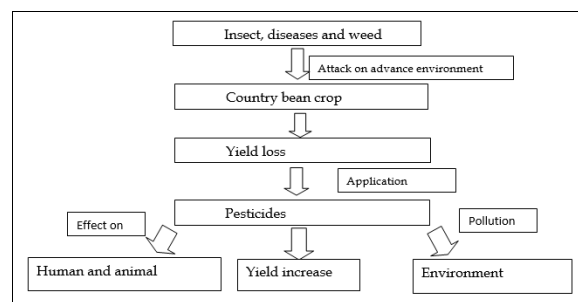 Insect, diseases and weed
Attack on advance environment
Country bean crop
Yield loss
Application
Pesticides
Effect on
Pollution
Human and animal
Yield increase
Environment